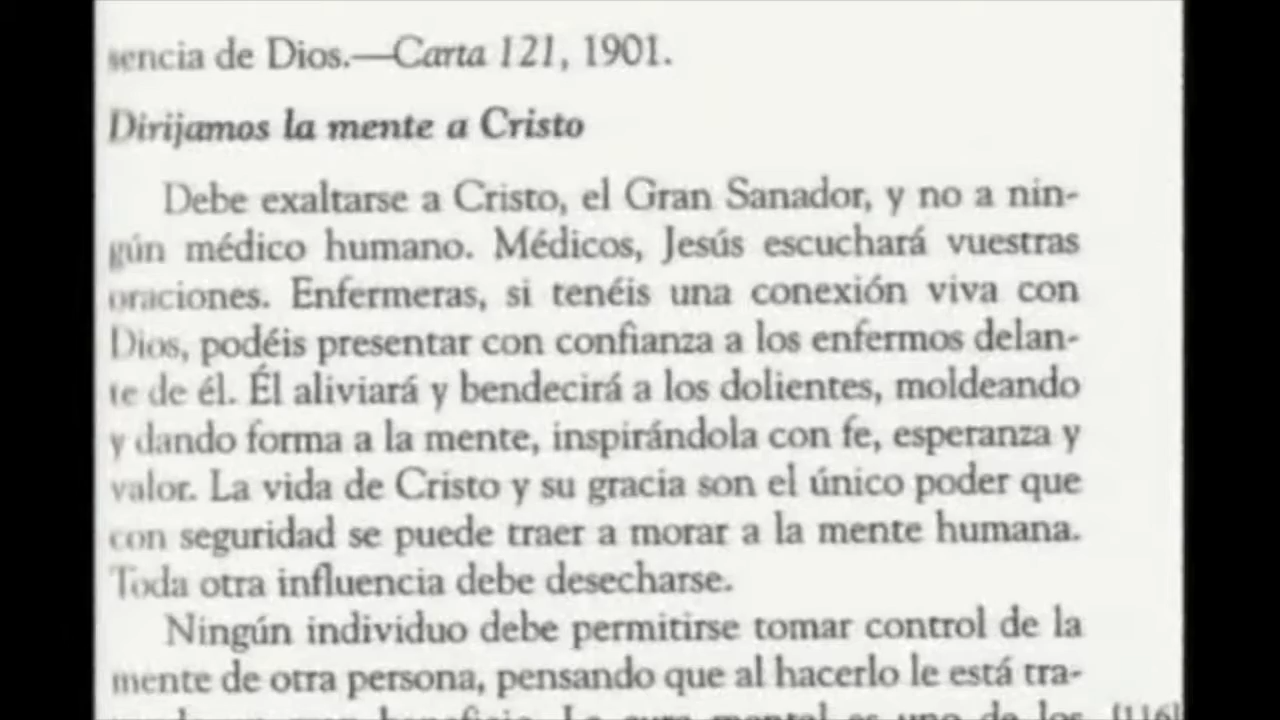 sencia de Dios.—Carta 121, 1901.
Dirijamos la mente a Cristo
Debe exaltarse a Cristo, el Gran Sanador, y no a nin-
gún médico humano. Médicos, Jesús escuchará vuestras
oraciones. Enfermeras, si tenéis una conexión viva con
Dios, podéis presentar con confianza a los enfermos delan-
te de él. Él aliviará y bendecirá a los dolientes, moldeando
y dando forma a la mente, inspirándola con fe, esperanza y
valor. La vida de Cristo y su gracia son el único poder que
con seguridad se puede traer a morar a la mente humana.
Toda otra influencia debe desecharse.
Ningún individuo debe permitirse tomar control de la
mente de otra persona, pensando que al hacerlo le está tra-